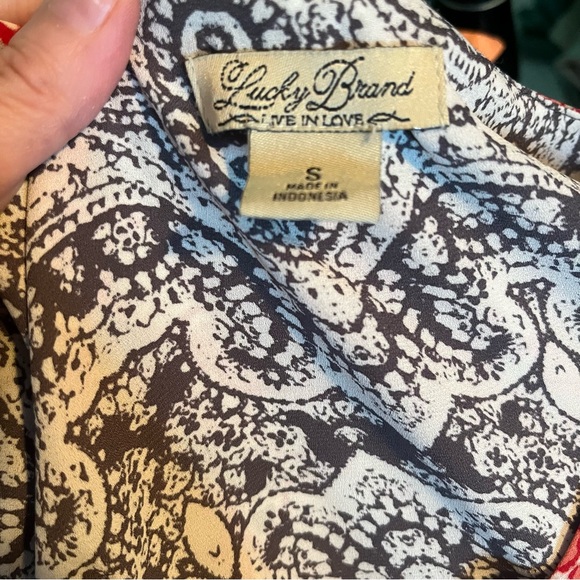 Lucky Brand
LIVE IN LOVE
S
MADE IN
INDONESIA